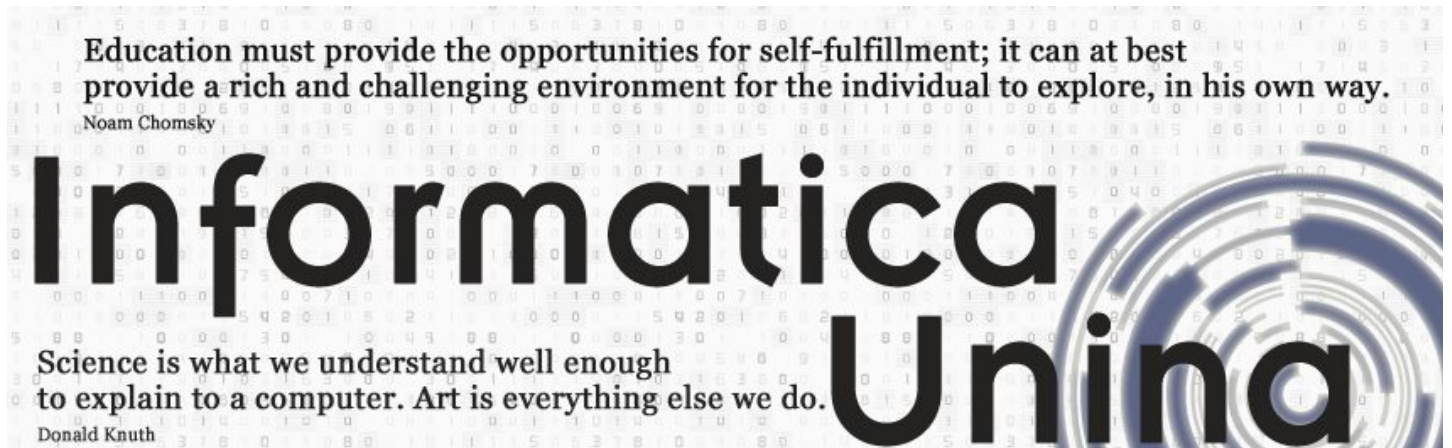 Education must provide the opportunities for self-fulfillment; it can at best
provide a rich and challenging environment for the individual to explore, in his own way.
Noam Chomsky
Informatica
Unina
Science is what we understand well enough
to explain to a computer. Art is everything else we do.
Donald Knuth